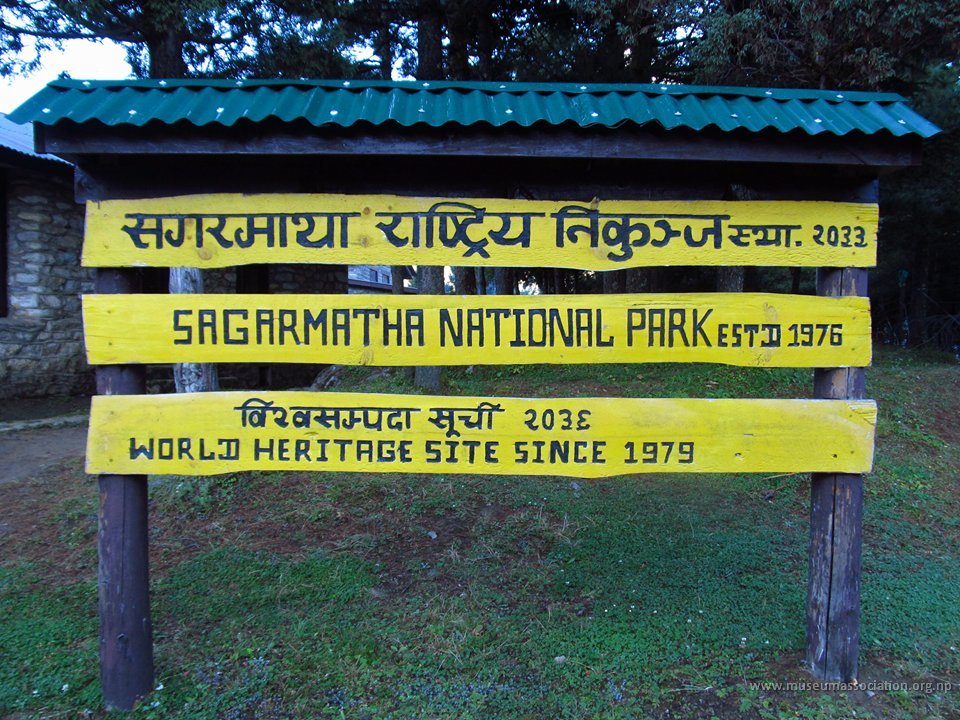 सगरमाथा राष्ट्रिय निकुञ्ज स्था. २०३३
SAGARMATHA NATIONAL PARK ESTD 1976
विश्वसम्पदा सूची २०३६
WORLD HERITAGE SITE SINCE 1979
www.museumassociation.org.np